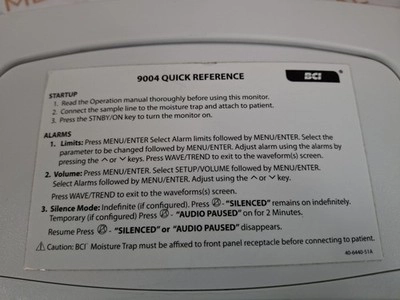 9004 QUICK REFERENCE
BCI ®
STARTUP
1. Read the Operation manual thoroughly before using this monitor.
2. Connect the sample line to the moisture trap and attach to patient.
3. Press the STNBY/ON key to turn the monitor on.
ALARMS
1. Limits: Press MENU/ENTER Select Alarm limits followed by MENU/ENTER. Select the
parameter to be changed followed by MENU/ENTER. Adjust alarm using the alarms by
pressing the or keys. Press WAVE/TREND to exit to the waveform(s) screen.
2. Volume: Press MENU/ENTER. Select SETUP/VOLUME followed by MENU/ENTER.
Select Alarms followed by MENU/ENTER. Adjust using the or key.
Press WAVE/TREND to exit to the waveforms(s) screen.
3. Silence Mode: Indefinite (if configured). Press - "SILENCED" remains on indefinitely.
Temporary (if configured) Press - "AUDIO PAUSED" on for 2 Minutes.
Resume Press - "SILENCED" or "AUDIO PAUSED" disappears.
Caution: BCI® Moisture Trap must be affixed to front panel receptacle before connecting to patient.